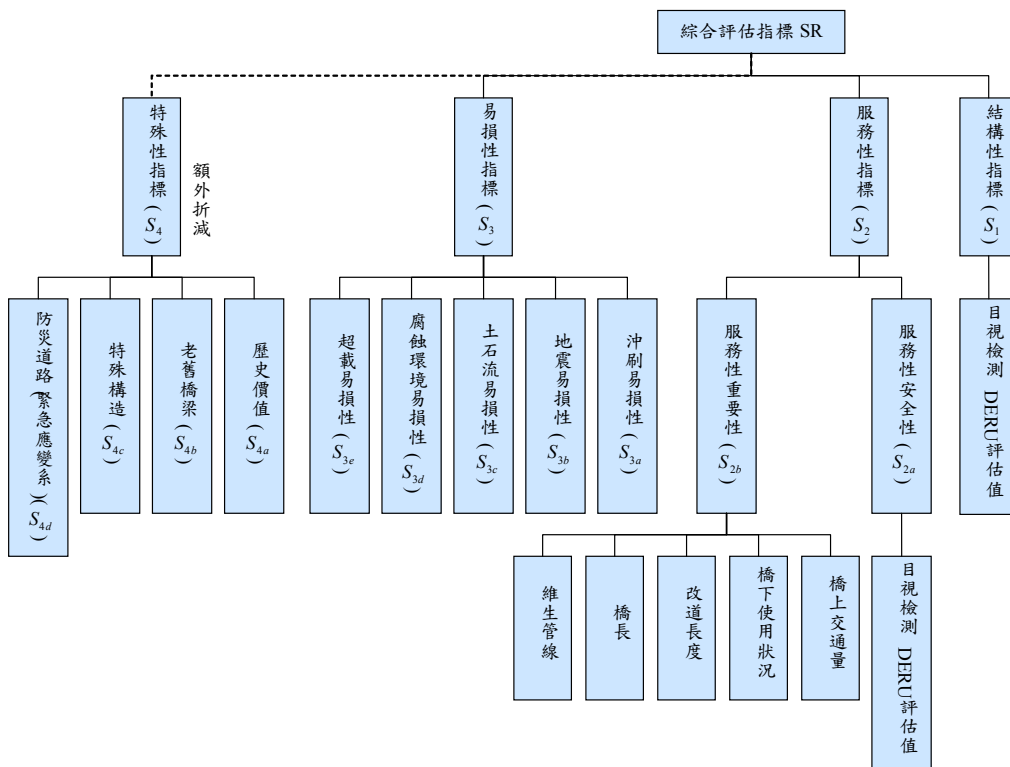 綜合評估指標 SR
特殊性指標(S4)
額外折減
易損性指標(S3)
服務性指標(S2)
結構性指標(S1)
防災道路(緊急應變系)(S4d)
特殊構造(S4c)
老舊橋梁(S4b)
歷史價值(S4a)
超載易損性(S3e)
腐蝕環境易損性(S3d)
土石流易損性(S3c)
地震易損性(S3b)
沖刷易損性(S3a)
服務性重要性(S2b)
服務性安全性(S2a)
目視檢測 DERU評估值
維生管線
橋長
改道長度
橋下使用狀況
橋上交通量
目視檢測 DERU評估值